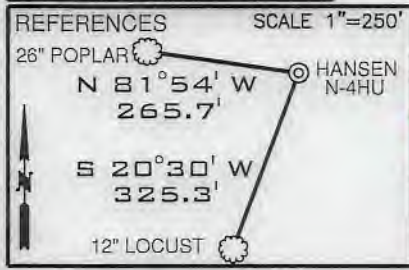 REFERENCES SCALE 1"=250'
26" POPLAR
HANSEN
N-4HU
N 81°54' W
265.7'
S 20°30' W
325.3'
N
12" LOCUST